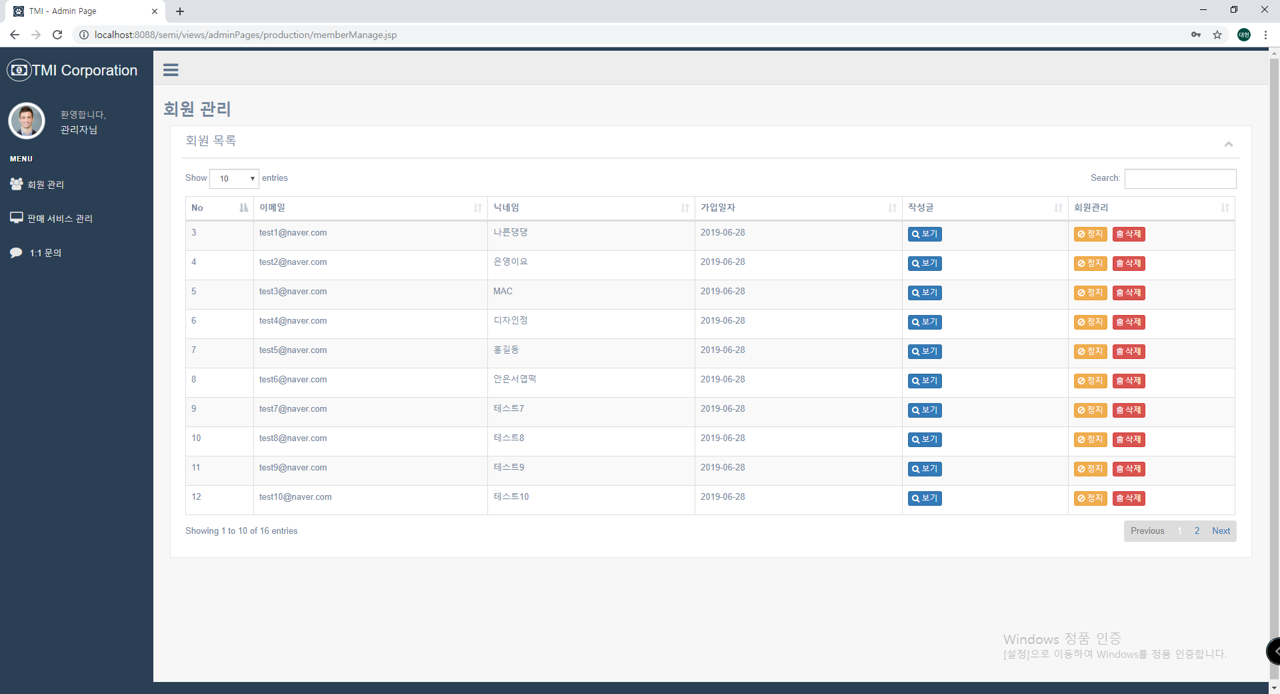 TMI - Admin Page
localhost:8088/semi/views/adminPages/production/memberManage.jsp
대현
TMI Corporation
환영합니다,
관리자님
MENU
회원 관리
판매 서비스 관리
1:1 문의
회원 관리
회원 목록
Show 10 entries Search:
No 이메일 닉네임 가입일자 작성글 회원관리
3 test1@naver.com 나른댕댕 2019-06-28 보기 정지 삭제
4 test2@naver.com 은영이요 2019-06-28 보기 정지 삭제
5 test3@naver.com MAC 2019-06-28 보기 정지 삭제
6 test4@naver.com 디자인정 2019-06-28 보기 정지 삭제
7 test5@naver.com 홍길동 2019-06-28 보기 정지 삭제
8 test6@naver.com 안은서엽떡 2019-06-28 보기 정지 삭제
9 test7@naver.com 테스트7 2019-06-28 보기 정지 삭제
10 test8@naver.com 테스트8 2019-06-28 보기 정지 삭제
11 test9@naver.com 테스트9 2019-06-28 보기 정지 삭제
12 test10@naver.com 테스트10 2019-06-28 보기 정지 삭제
Showing 1 to 10 of 16 entries Previous 1 2 Next
Windows 정품 인증
[설정]으로 이동하여 Windows를 정품 인증합니다.